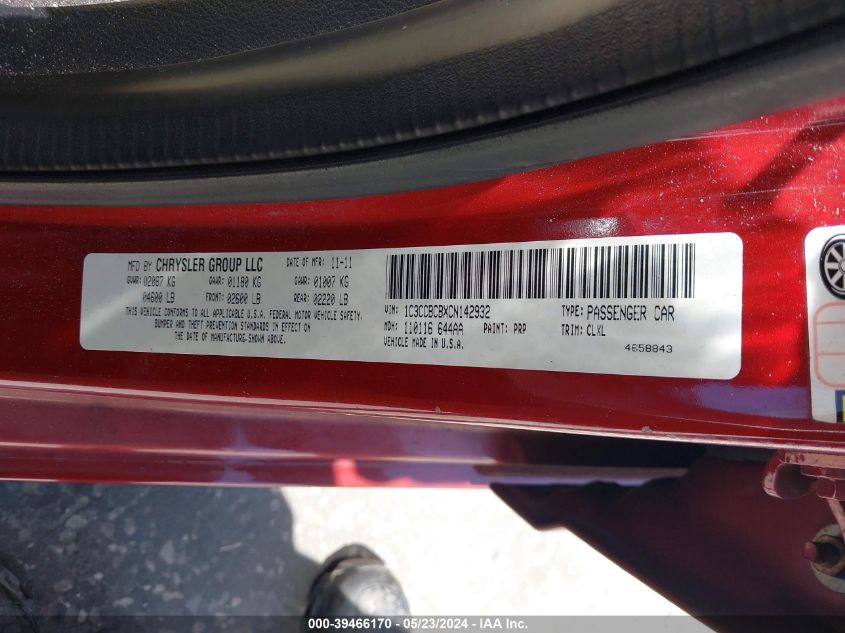 MFD BY CHRYSLER GROUP LLC DATE OF MFR: 11-11
GVWR: 02087 KG GAWR: 01180 KG GAWR: 01007 KG
04600 LB FRONT: 02600 LB REAR: 02220 LB
THIS VEHICLE CONFORMS TO ALL APPLICABLE U.S.A. FEDERAL MOTOR VEHICLE SAFETY.
BUMPER AND THEFT PREVENTION STANDARDS IN EFFECT ON
THE DATE OF MANUFACTURE SHOWN ABOVE.
VIN: 1C3CCBCBXCN142932 TYPE: PASSENGER CAR
MDH: 110116 644AA PAINT: PRP TRIM: CLXL
VEHICLE MADE IN U.S.A. 4658843
000-39466170 - 05/23/2024 - IAA Inc.